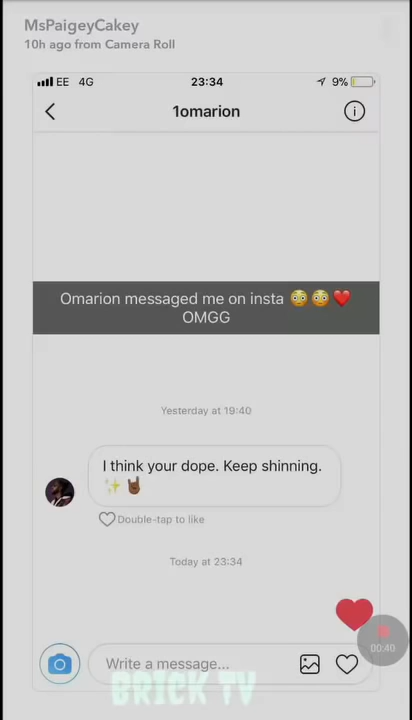 MsPaigeyCakey
10h ago from Camera Roll
EE 4G 23:34 9%
1omarion
Omarion messaged me on insta 😳 😳 ❤️
OMGG
Yesterday at 19:40
I think your dope. Keep shinning.
✨ 🤘🏾
Double-tap to like
Today at 23:34
00:40
Write a message...
BRICK TV